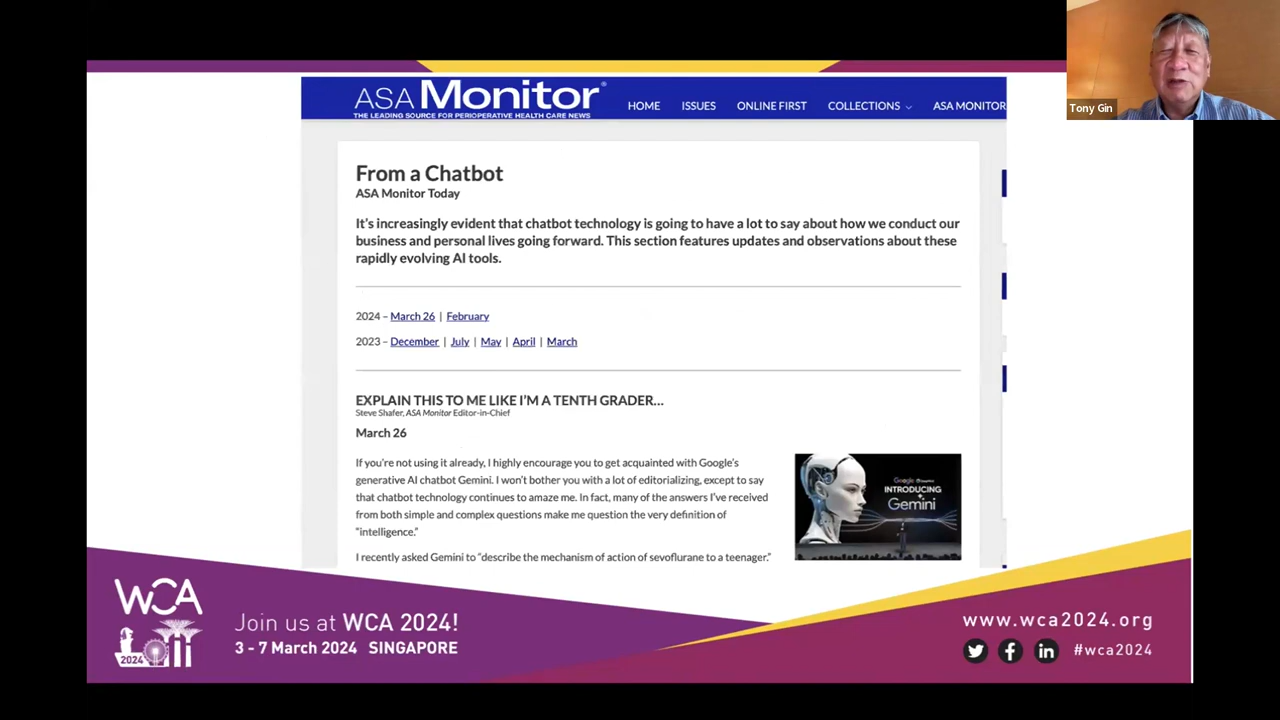 Tony Gin
ASA Monitor®
THE LEADING SOURCE FOR PERIOPERATIVE HEALTH CARE NEWS
HOME ISSUES ONLINE FIRST COLLECTIONS ASA MONITOR
From a Chatbot
ASA Monitor Today
It's increasingly evident that chatbot technology is going to have a lot to say about how we conduct our
business and personal lives going forward. This section features updates and observations about these
rapidly evolving AI tools.
2024 – March 26 | February
2023 – December | July | May | April | March
EXPLAIN THIS TO ME LIKE I'M A TENTH GRADER...
Steve Shafer, ASA Monitor Editor-in-Chief
March 26
If you're not using it already, I highly encourage you to get acquainted with Google's
generative AI chatbot Gemini. I won't bother you with a lot of editorializing, except to say
that chatbot technology continues to amaze me. In fact, many of the answers I've received
from both simple and complex questions make me question the very definition of
“intelligence.”
I recently asked Gemini to “describe the mechanism of action of sevoflurane to a teenager.”
Google
INTRODUCING
Gemini
WCA
2024
Join us at WCA 2024!
3 - 7 March 2024 SINGAPORE
www.wca2024.org
#wca2024